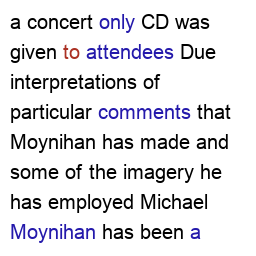 a concert only CD was
given to attendees Due
interpretations of
particular comments that
Moynihan has made and
some of the imagery he
has employed Michael
Moynihan has been a